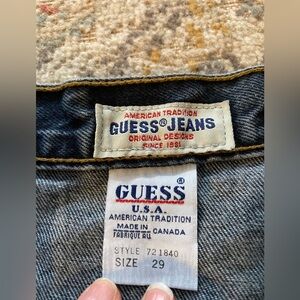 AMERICAN TRADITION
GUESS®JEANS
ORIGINAL DESIGNS
SINCE 1981
GUESS®
U.S.A.
AMERICAN TRADITION
MADE IN
FABRIQUÉ AU CANADA
STYLE 721840
SIZE 29